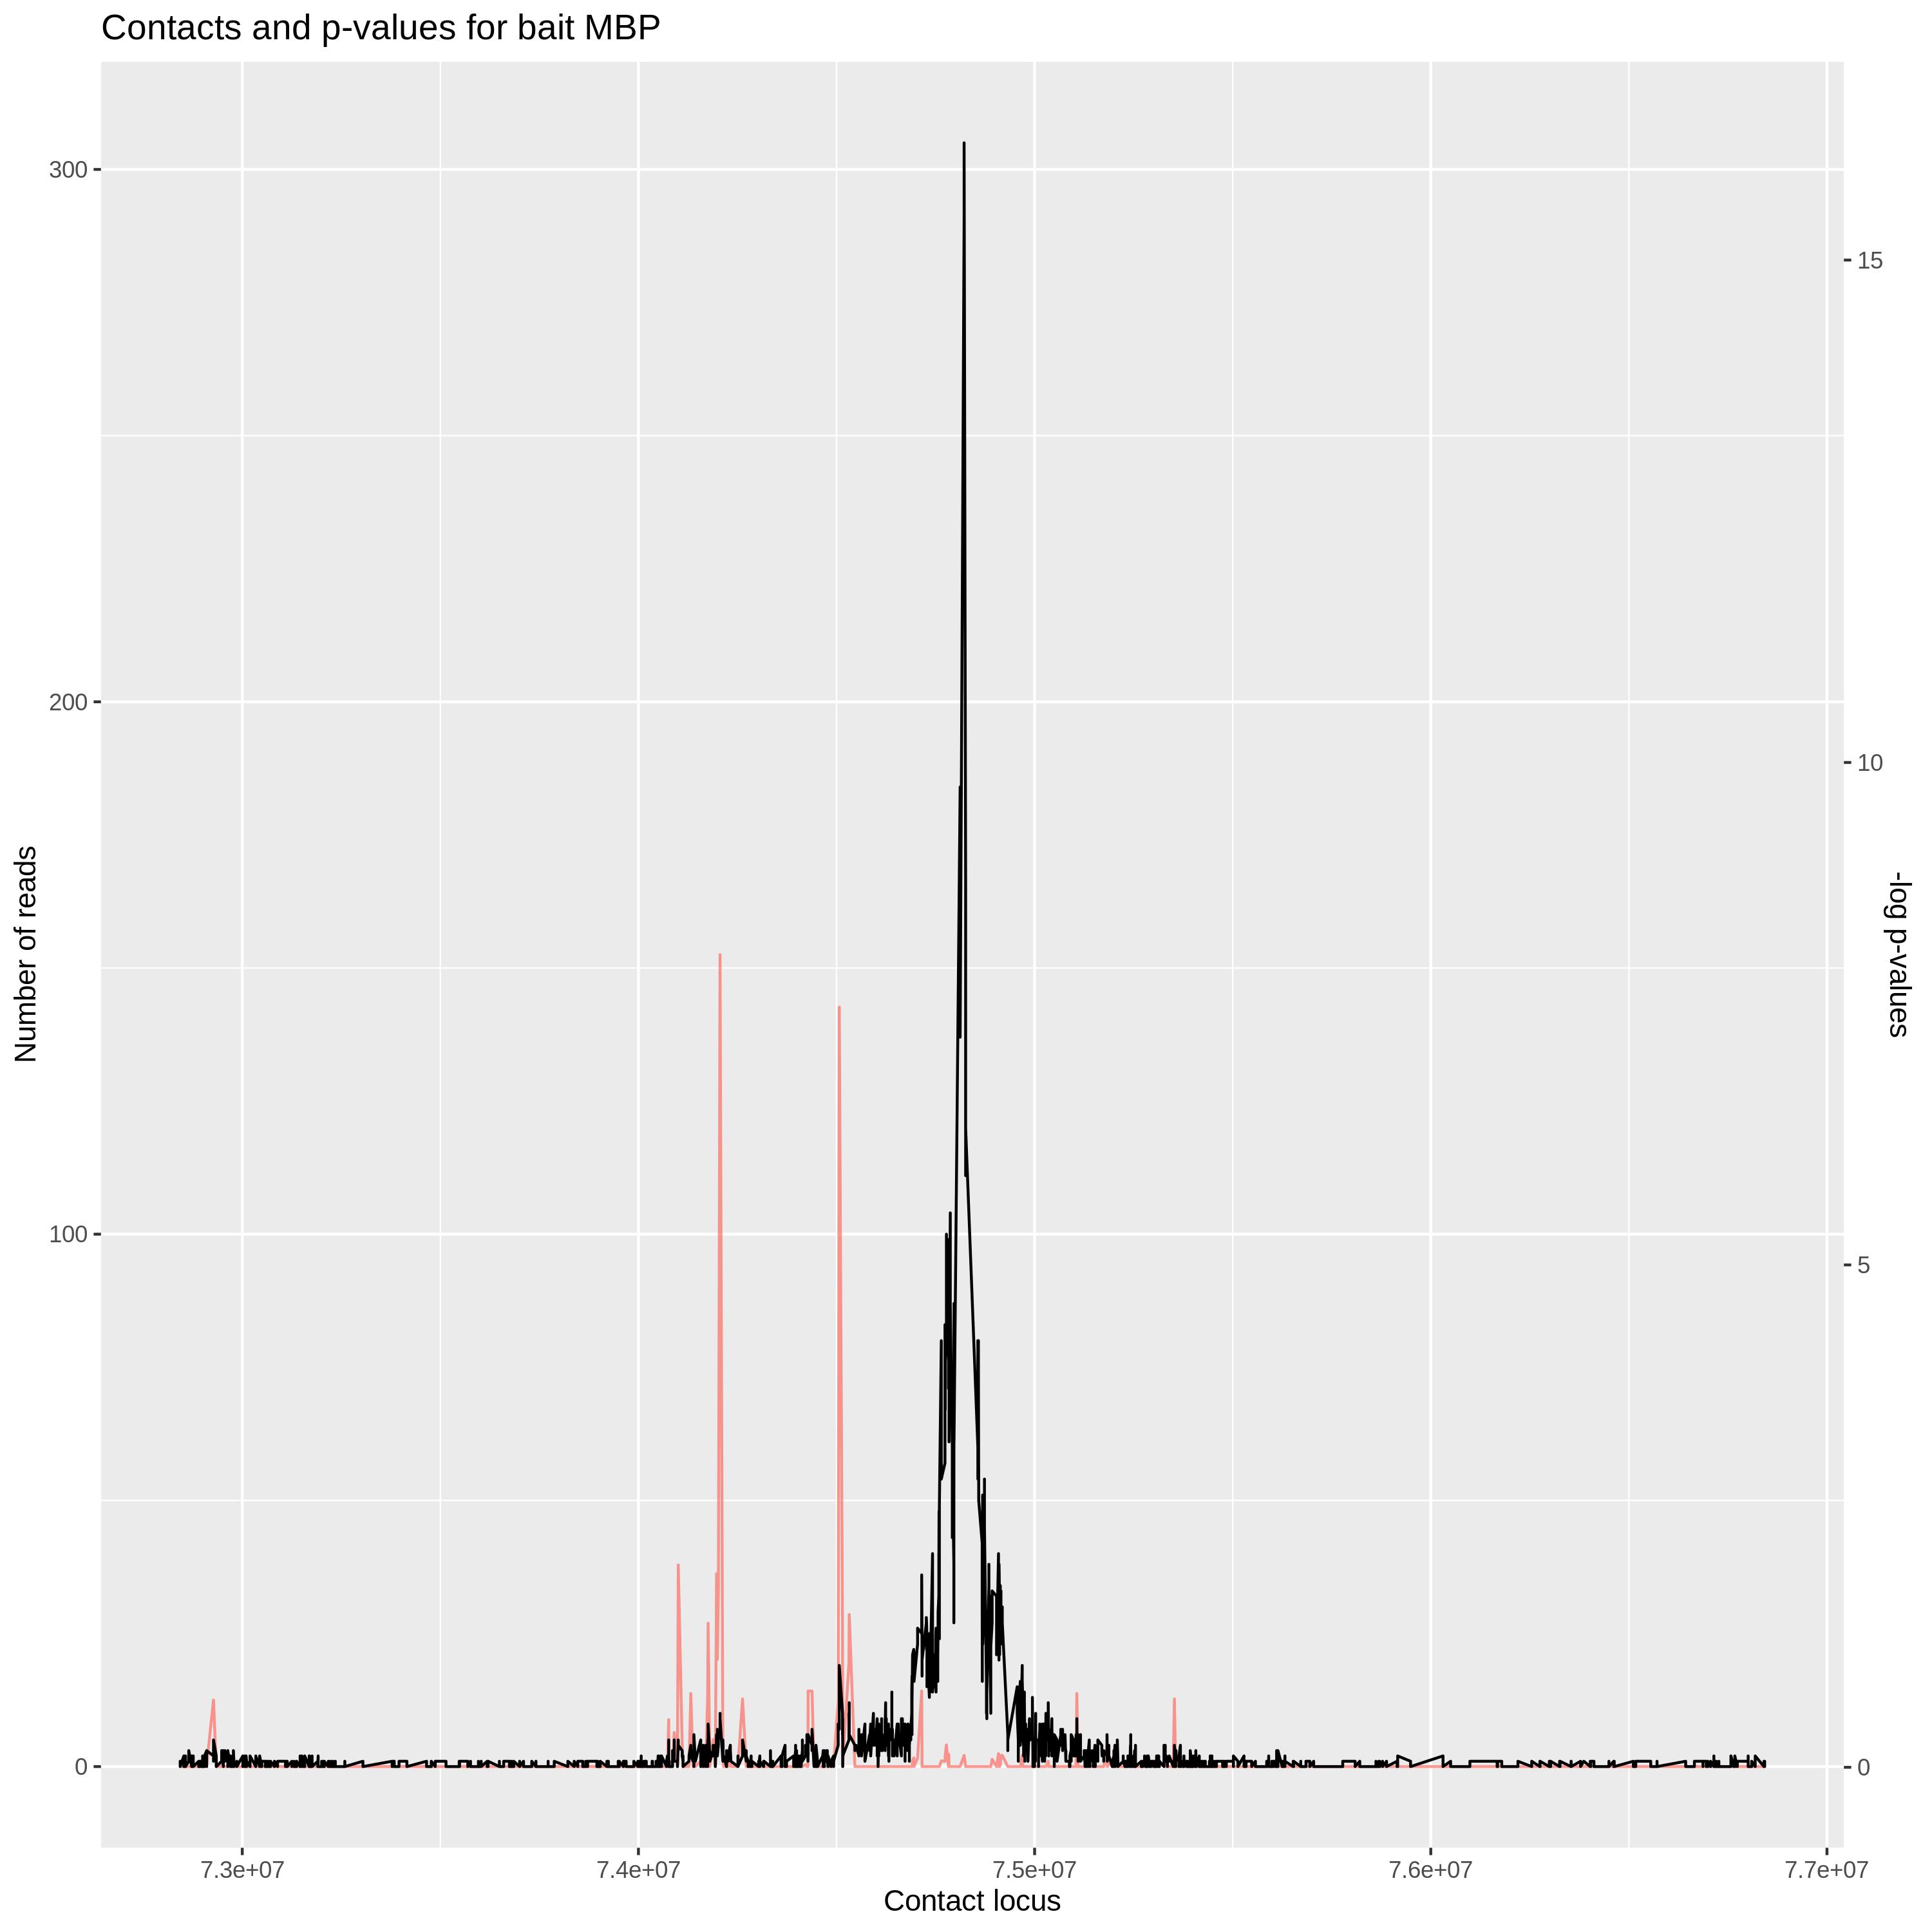 Contacts and p-values for bait MBP
300
200
100
0
Number of reads
15
10
5
0
-log p-values
7.3e+07
7.4e+07
7.5e+07
7.6e+07
7.7e+07
Contact locus